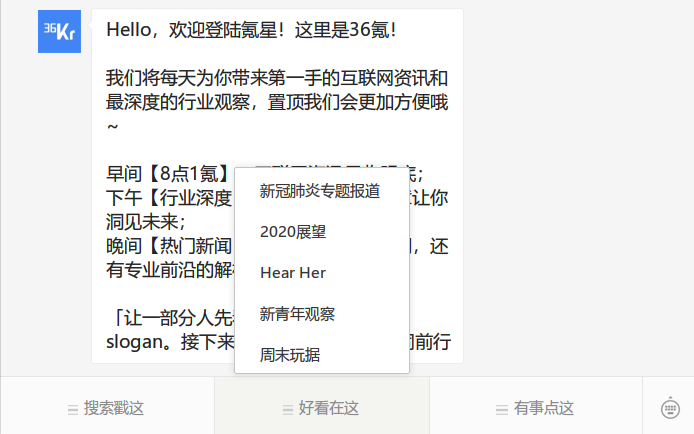 36Kr
Hello，欢迎登陆氪星！这里是36氪！
我们将每天为你带来第一手的互联网资讯和
最深度的行业观察，置顶我们会更加方便哦
~
早间【8点1氪】
下午【行业深度 让你
洞见未来；
晚间【热门新闻 ，还
有专业前沿的解
「让一部分人先
slogan。接下来 前行
新冠肺炎专题报道
2020展望
Hear Her
新青年观察
周末玩据
搜索戳这
好看在这
有事点这